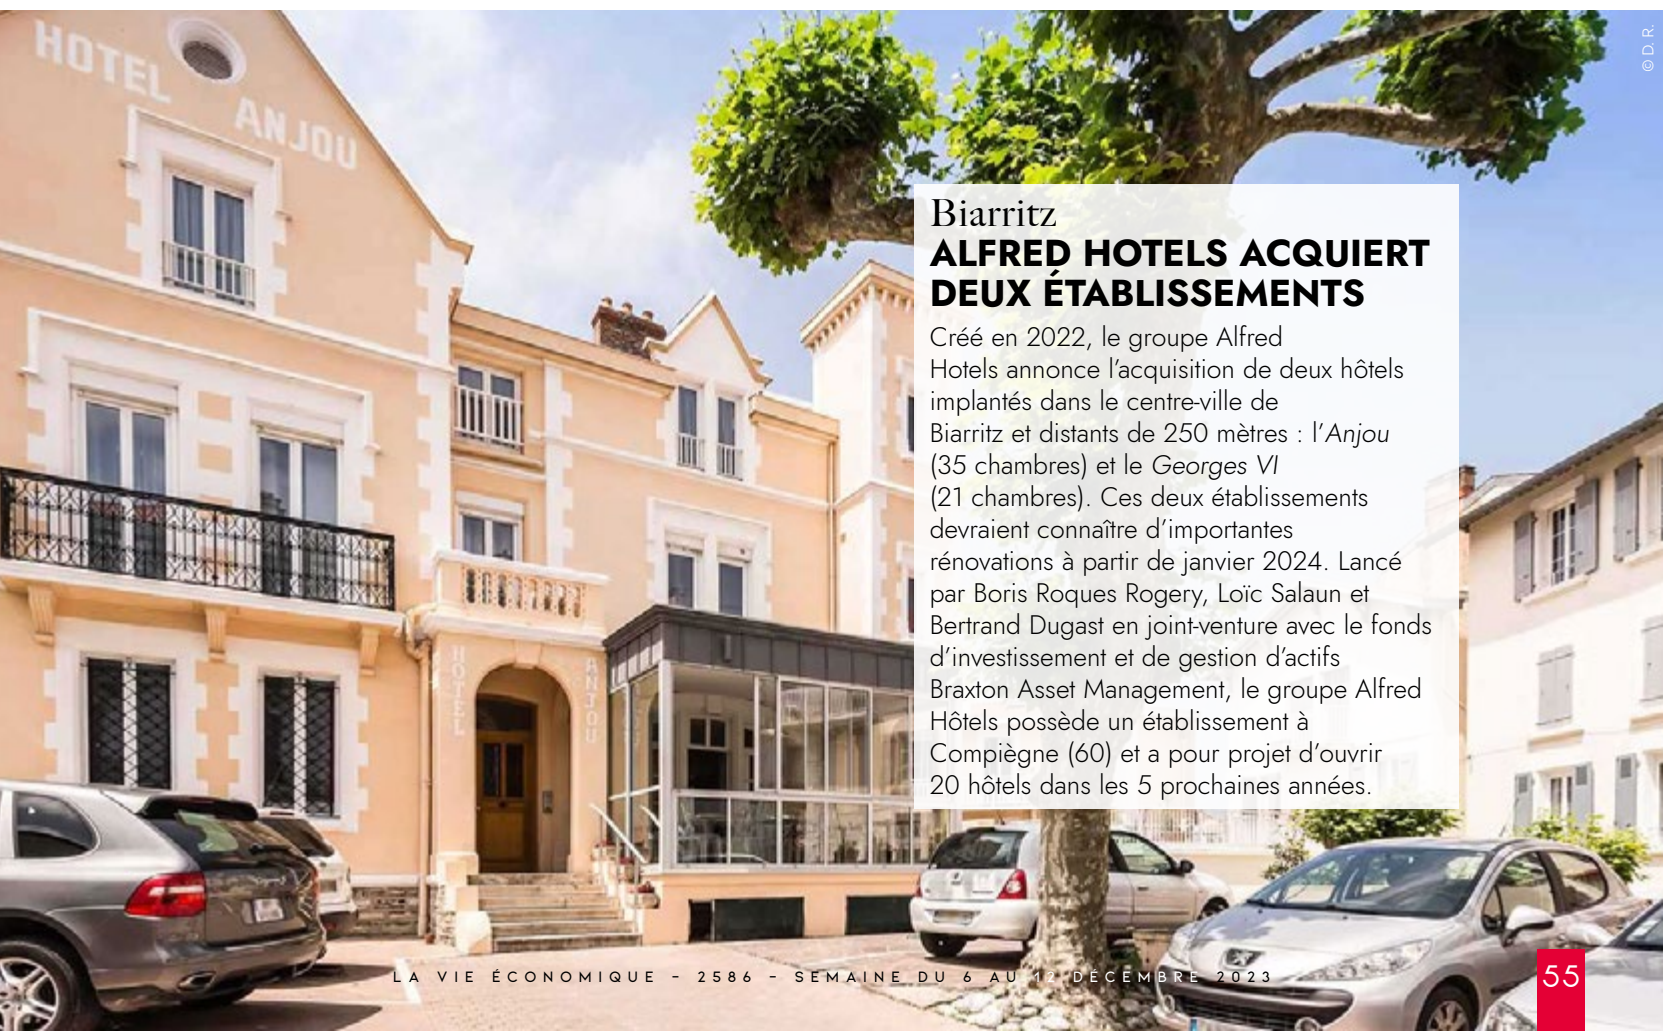 HOTEL ANJOU
© D. R.
Biarritz
ALFRED HOTELS ACQUIERT
DEUX ÉTABLISSEMENTS
Créé en 2022, le groupe Alfred
Hotels annonce l’acquisition de deux hôtels
implantés dans le centre-ville de
Biarritz et distants de 250 mètres : l’Anjou
(35 chambres) et le Georges VI
(21 chambres). Ces deux établissements
devraient connaître d’importantes
rénovations à partir de janvier 2024. Lancé
par Boris Roques Rogery, Loïc Salaun et
Bertrand Dugast en joint-venture avec le fonds
d’investissement et de gestion d’actifs
Braxton Asset Management, le groupe Alfred
Hôtels possède un établissement à
Compiègne (60) et a pour projet d’ouvrir
20 hôtels dans les 5 prochaines années.
HOTEL
ANJOU
LA VIE ÉCONOMIQUE - 2586 - SEMAINE DU 6 AU 12 DÉCEMBRE 2023
55